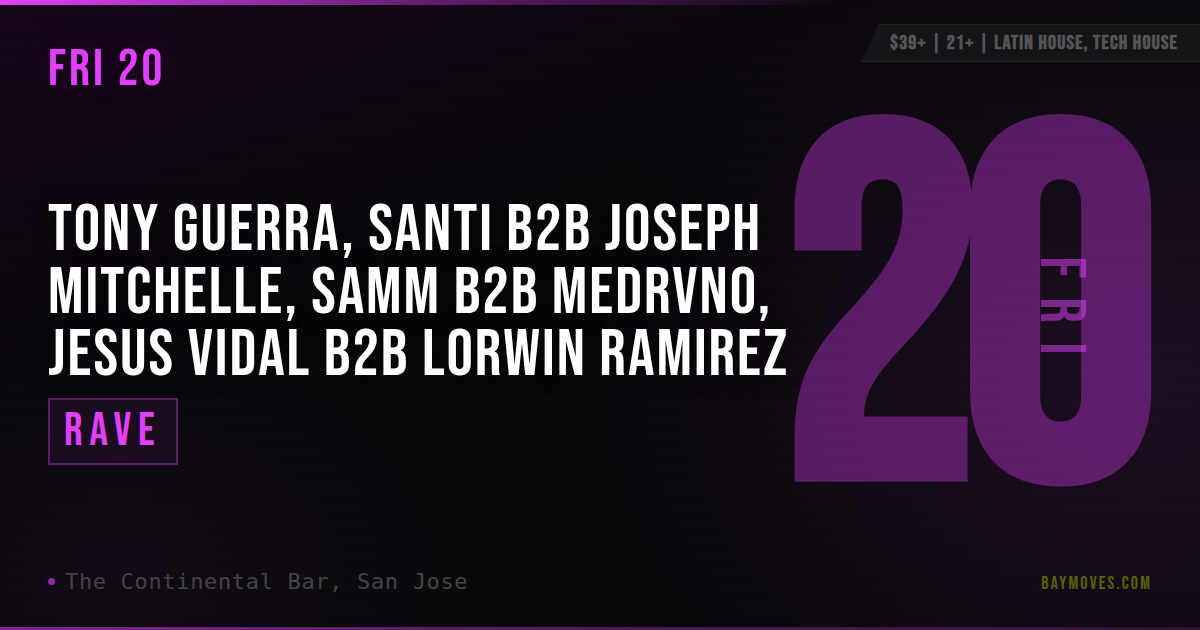 FRI 20
$39+ | 21+ | LATIN HOUSE, TECH HOUSE
TONY GUERRA, SANTI B2B JOSEPH
MITCHELLE, SAMM B2B MEDRVNO,
JESUS VIDAL B2B LORWIN RAMIREZ
20
FRI
RAVE
The Continental Bar, San Jose
BAYMOVES.COM